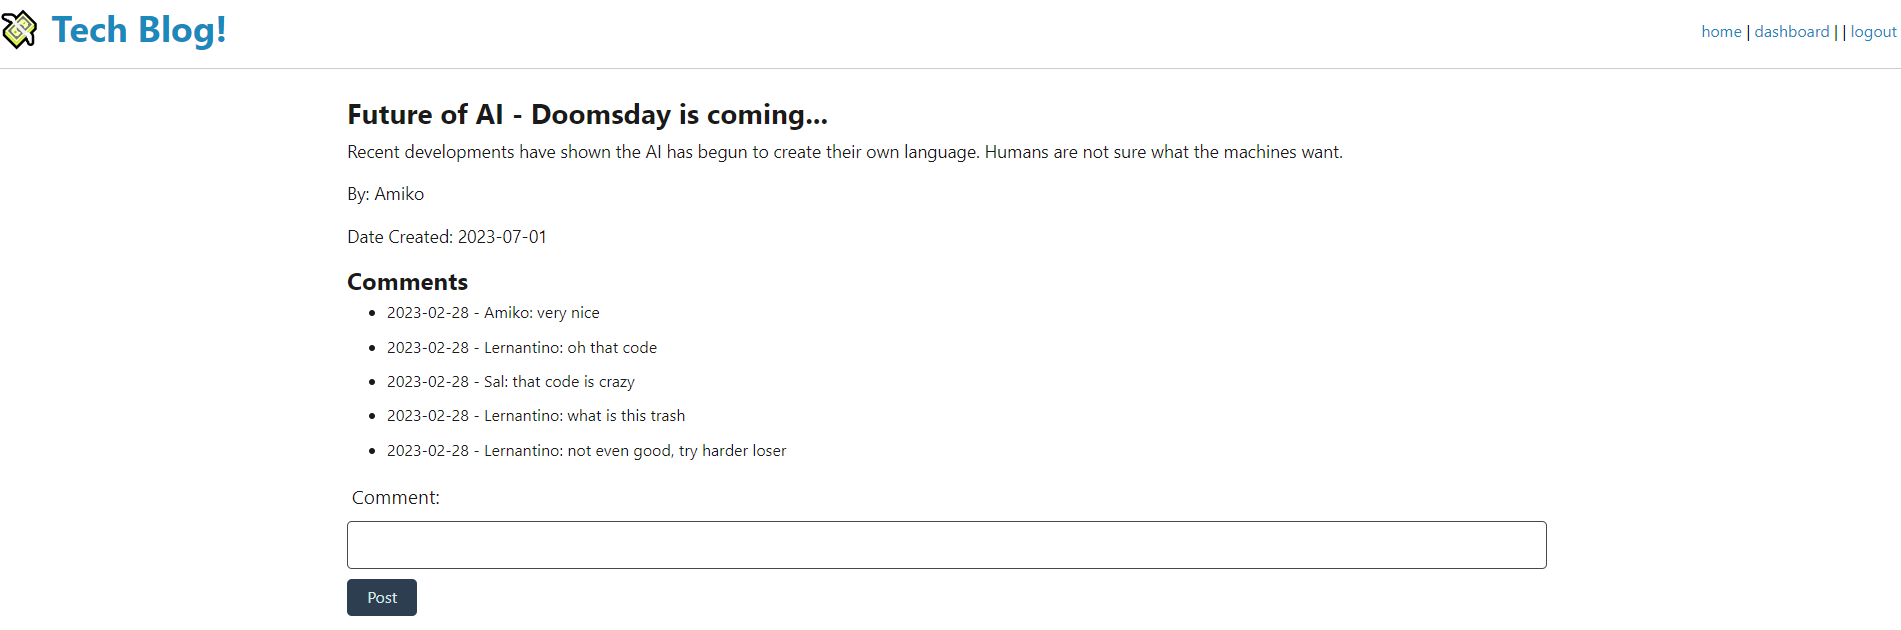 Tech Blog!
home | dashboard | | logout
Future of AI - Doomsday is coming...
Recent developments have shown the AI has begun to create their own language. Humans are not sure what the machines want.
By: Amiko
Date Created: 2023-07-01
Comments
2023-02-28 - Amiko: very nice
2023-02-28 - Lernantino: oh that code
2023-02-28 - Sal: that code is crazy
2023-02-28 - Lernantino: what is this trash
2023-02-28 - Lernantino: not even good, try harder loser
Comment:
Post